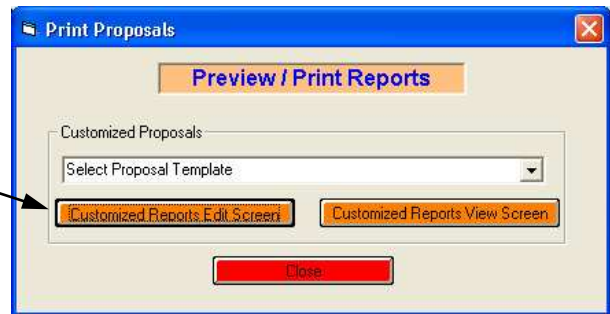 Print Proposals
Preview / Print Reports
Customized Proposals
Select Proposal Template
Customized Reports Edit Screen Customized Reports View Screen
Close